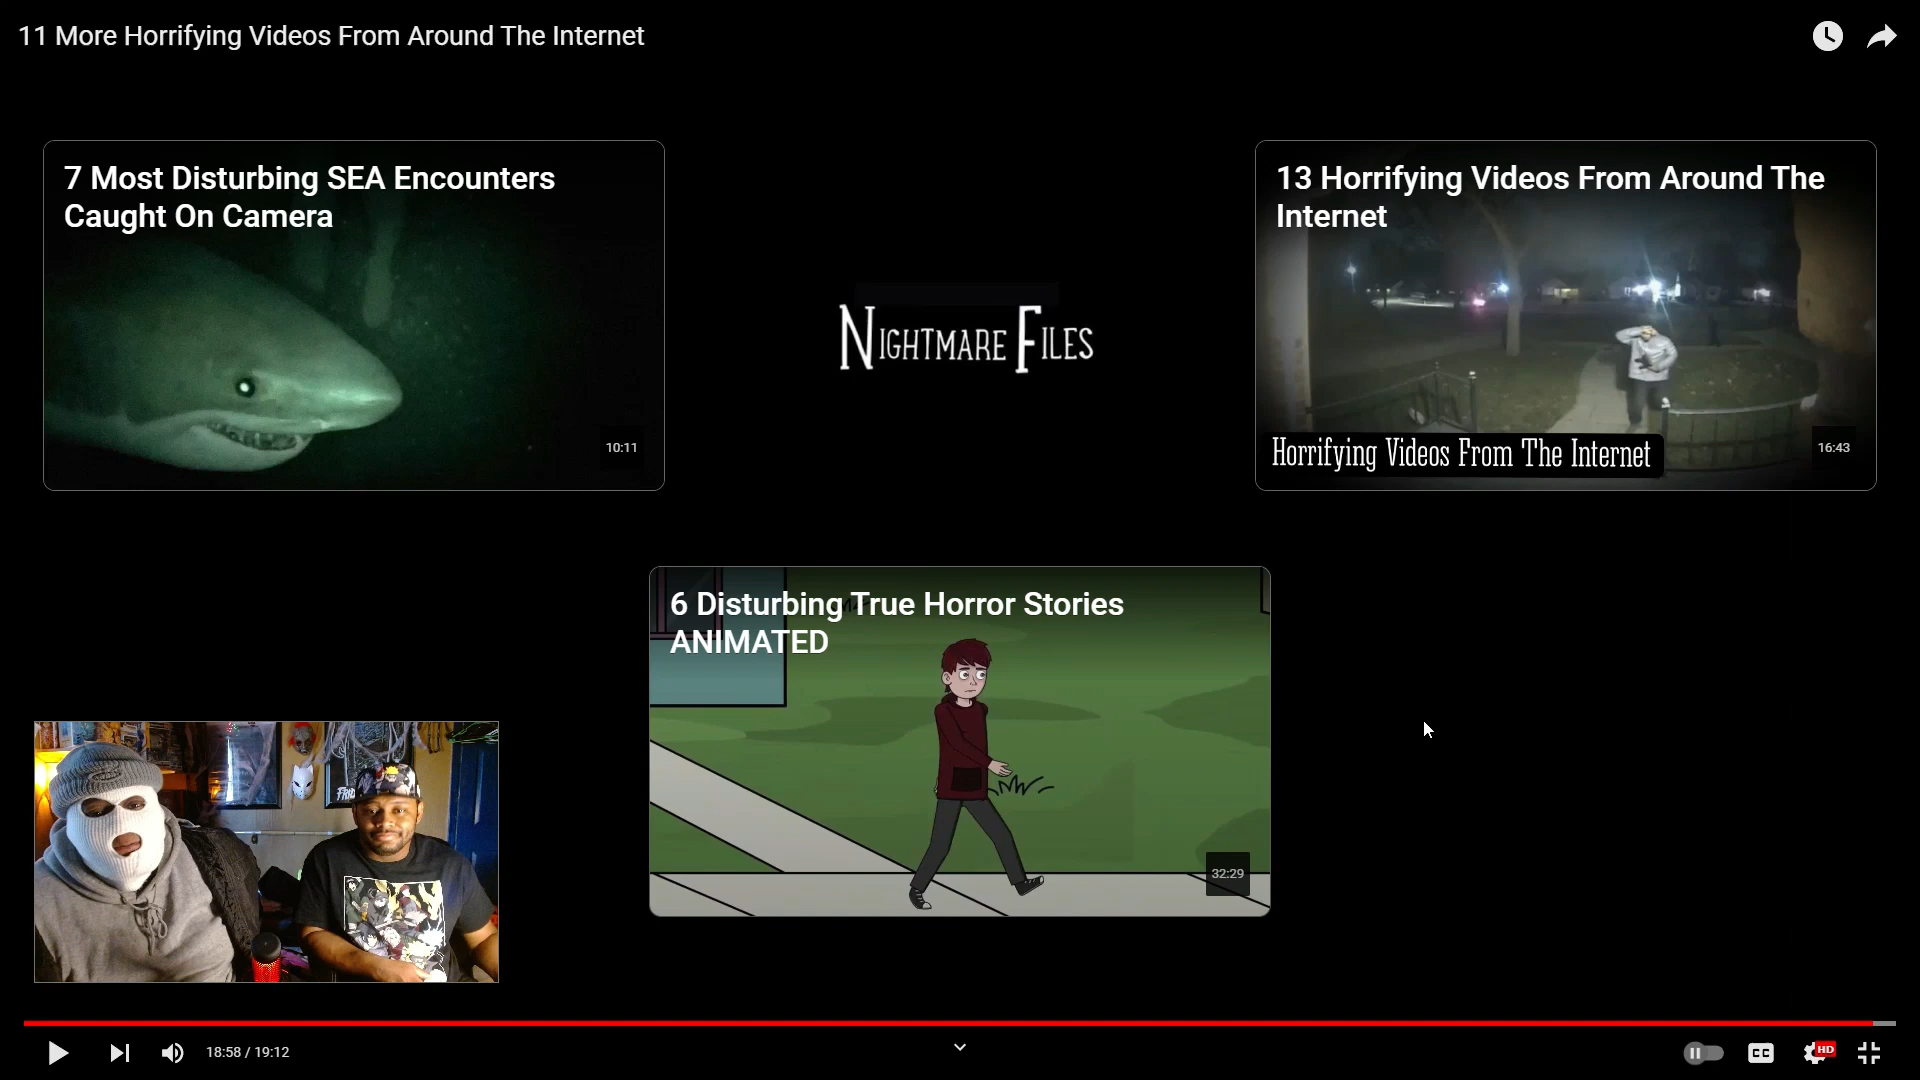 11 More Horrifying Videos From Around The Internet
7 Most Disturbing SEA Encounters
Caught On Camera
10:11
NIGHTMARE FILES
13 Horrifying Videos From Around The
Internet
Horrifying Videos From The Internet
16:43
6 Disturbing True Horror Stories
ANIMATED
32:29
18:58 / 19:12
CC
HD